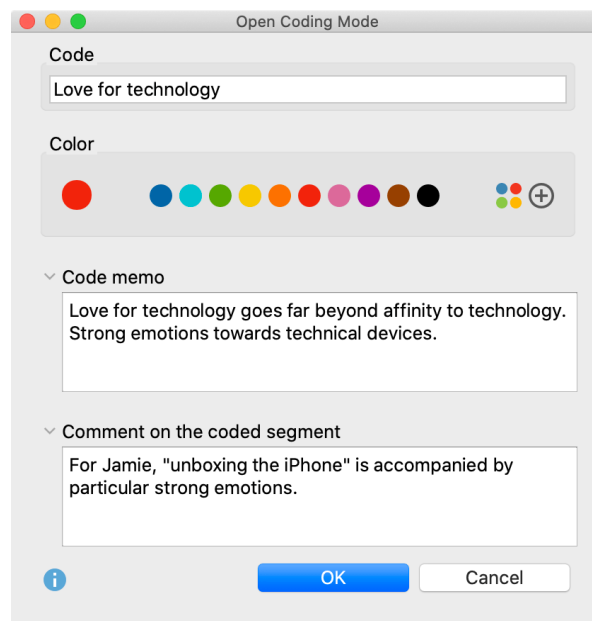 Open Coding Mode
Code
Love for technology
Color
Code memo
Love for technology goes far beyond affinity to technology.
Strong emotions towards technical devices.
Comment on the coded segment
For Jamie, "unboxing the iPhone" is accompanied by
particular strong emotions.
OK
Cancel